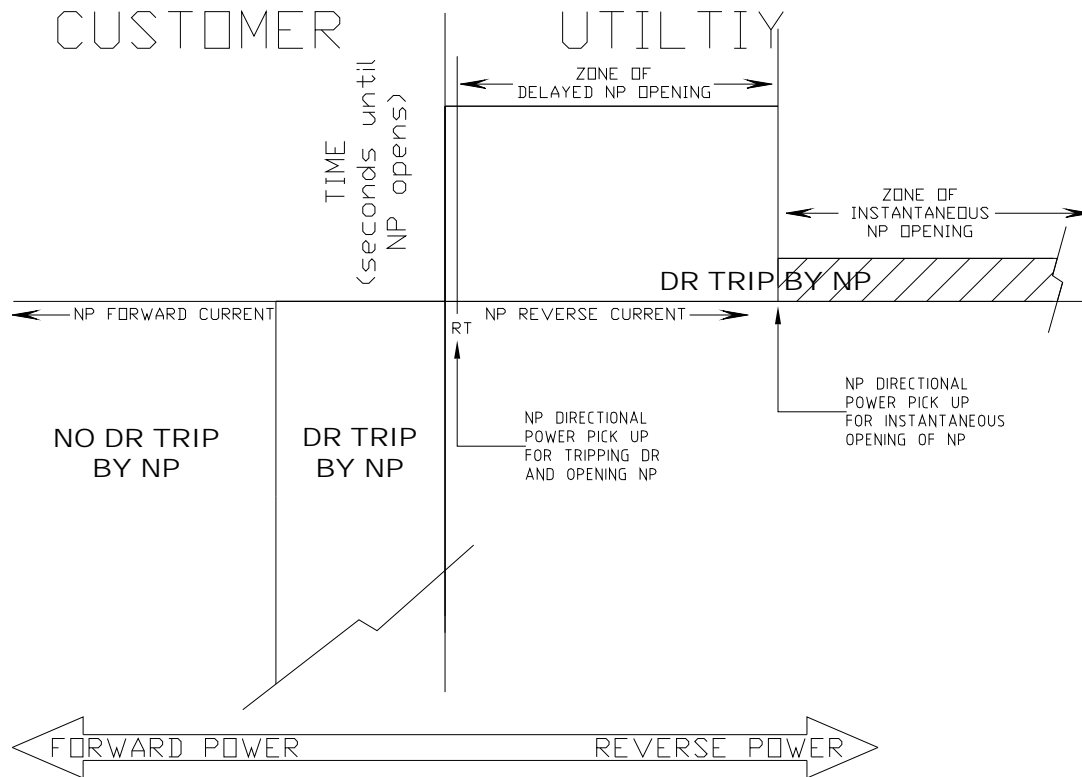 CUSTOMER
UTILTIY
TIME
(seconds until
NP opens)
ZONE OF
DELAYED NP OPENING
ZONE OF
INSTANTANEOUS
NP OPENING
DR TRIP BY NP
NP FORWARD CURRENT
RT
NP REVERSE CURRENT
NO DR TRIP
BY NP
DR TRIP
BY NP
NP DIRECTIONAL
POWER PICK UP
FOR TRIPPING DR
AND OPENING NP
NP DIRECTIONAL
POWER PICK UP
FOR INSTANTANEOUS
OPENING OF NP
FORWARD POWER
REVERSE POWER